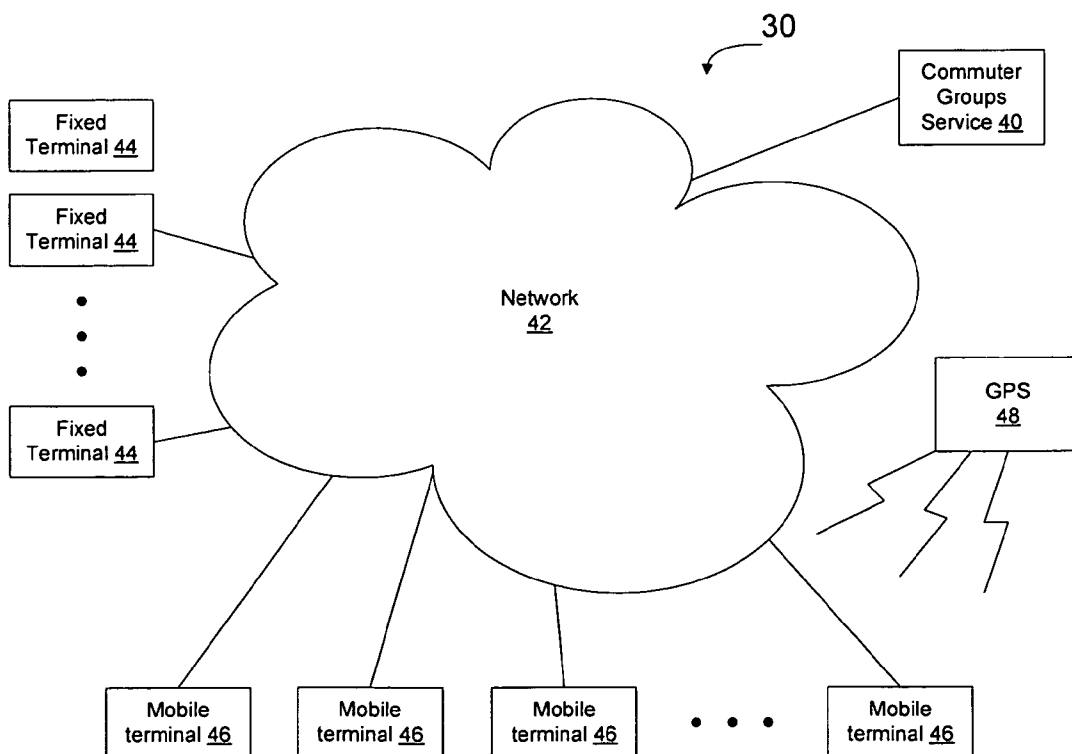 30
Commuter
Groups
Service 40
Fixed
Terminal 44
Fixed
Terminal 44
Network
42
GPS
48
Fixed
Terminal 44
Mobile
terminal 46
Mobile
terminal 46
Mobile
terminal 46
Mobile
terminal 46